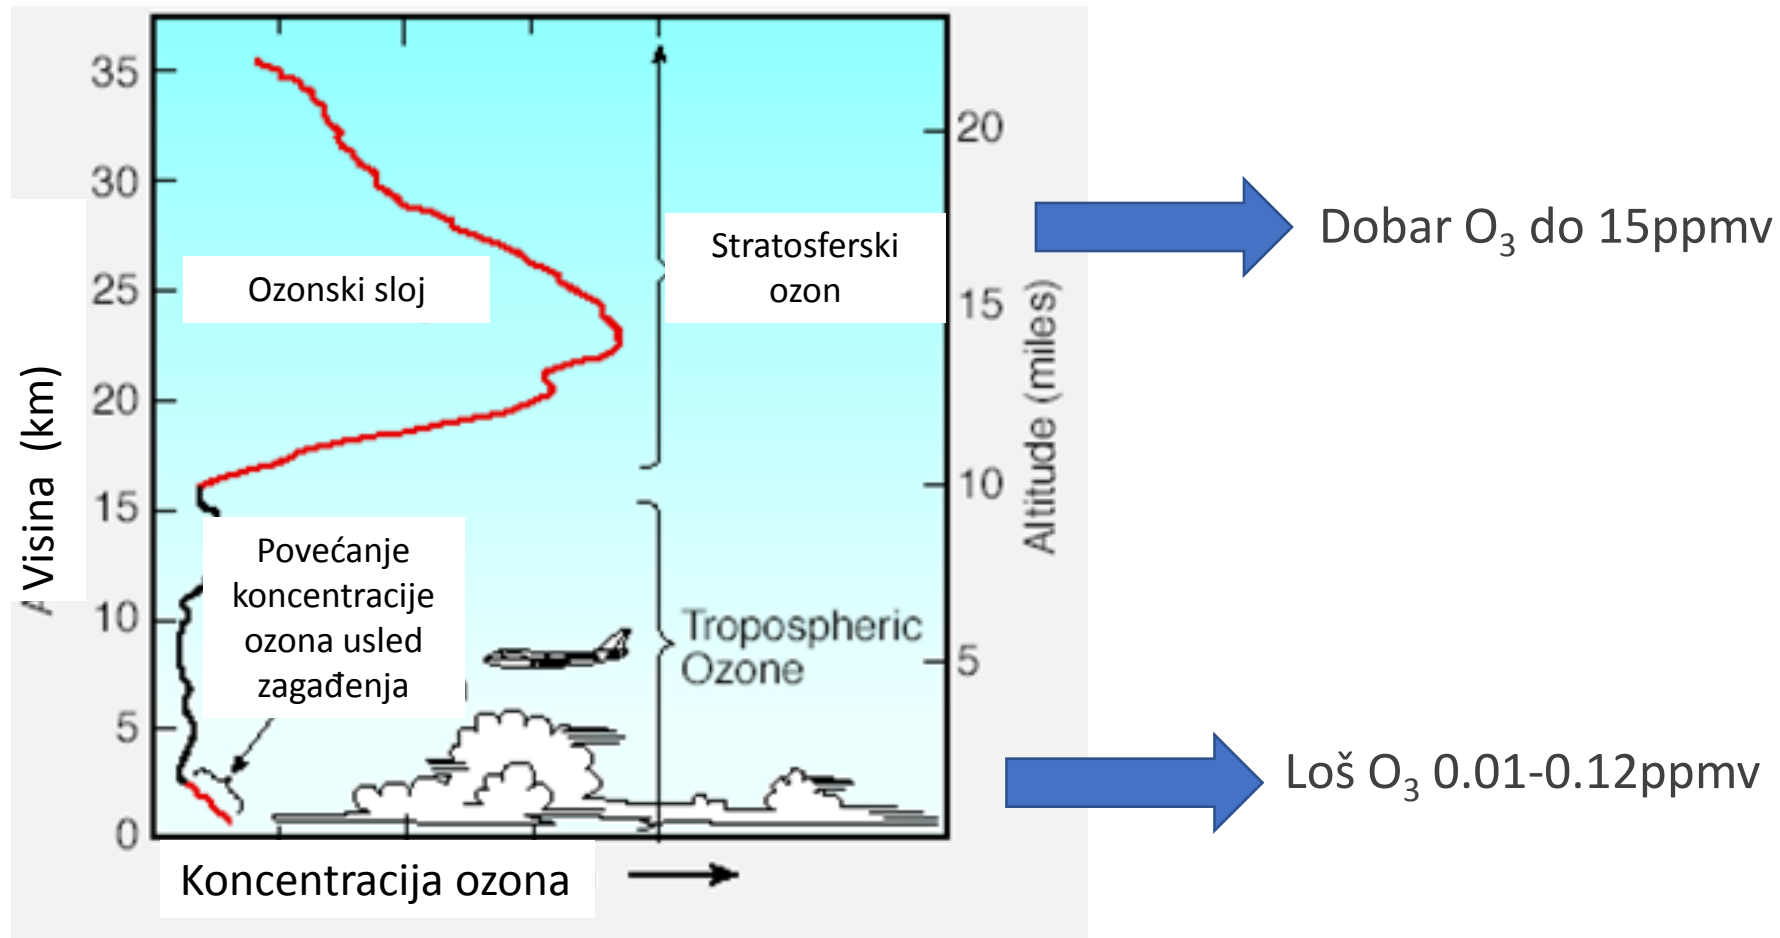 35
30
25
20
15
10
5
0
Visina (km)
Ozonski sloj
Stratosferski
ozon
Povećanje
koncentracije
ozona usled
zagađenja
Tropospheric
Ozone
20
15
10
5
Altitude (miles)
Koncentracija ozona
Dobar O₃ do 15ppmv
Loš O₃ 0.01-0.12ppmv